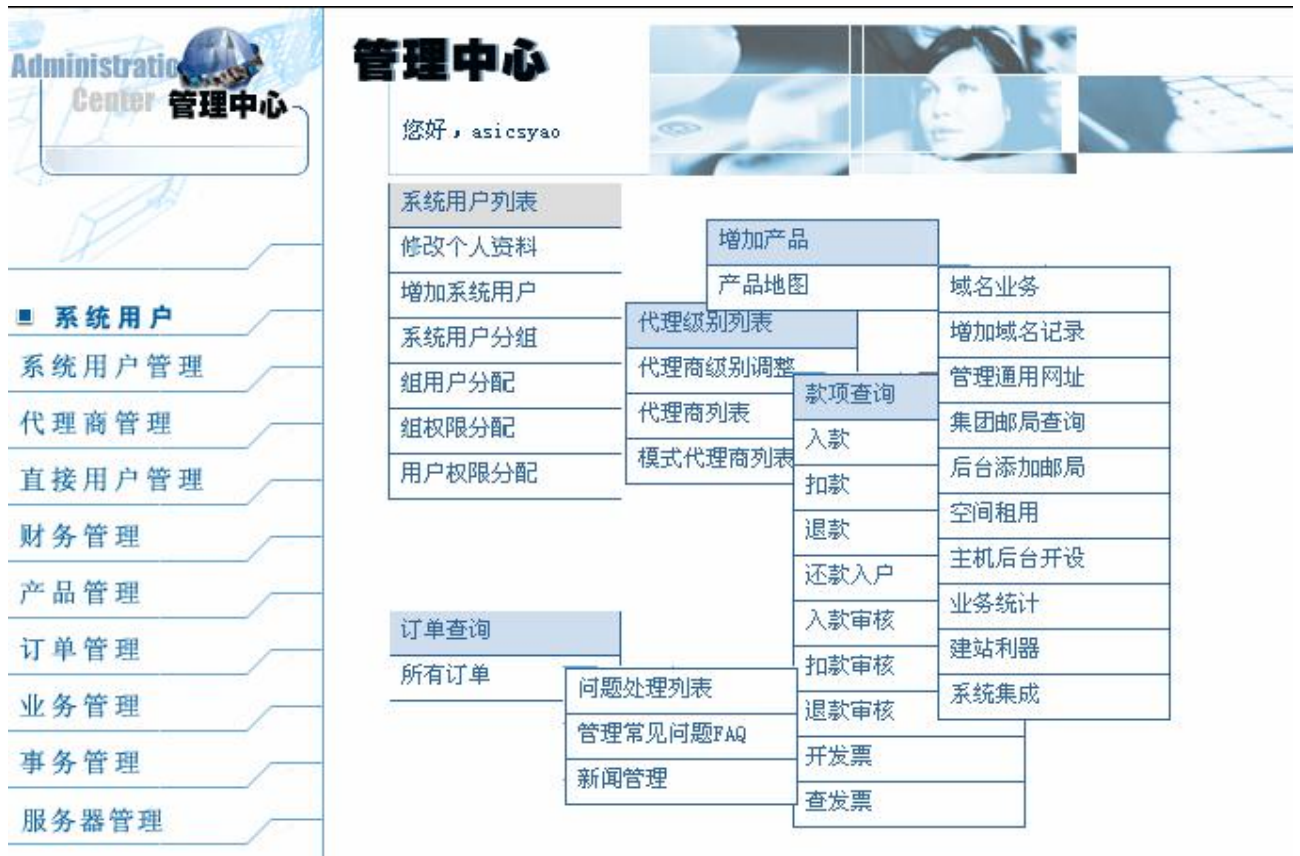 Administratio
Center 管理中心
■ 系统用户
系统用户管理
代理商管理
直接用户管理
财务管理
产品管理
订单管理
业务管理
事务管理
服务器管理
管理中心
您好，asicsyao
系统用户列表
修改个人资料
增加系统用户
系统用户分组
组用户分配
组权限分配
用户权限分配
增加产品
产品地图
代理级别列表
代理商级别调整
代理商列表
模式代理商列表
款项查询
入款
扣款
退款
还款入户
入款审核
扣款审核
退款审核
开发票
查发票
域名业务
增加域名记录
管理通用网址
集团邮局查询
后台添加邮局
空间租用
主机后台开设
业务统计
建站利器
系统集成
订单查询
所有订单
问题处理列表
管理常见问题FAQ
新闻管理